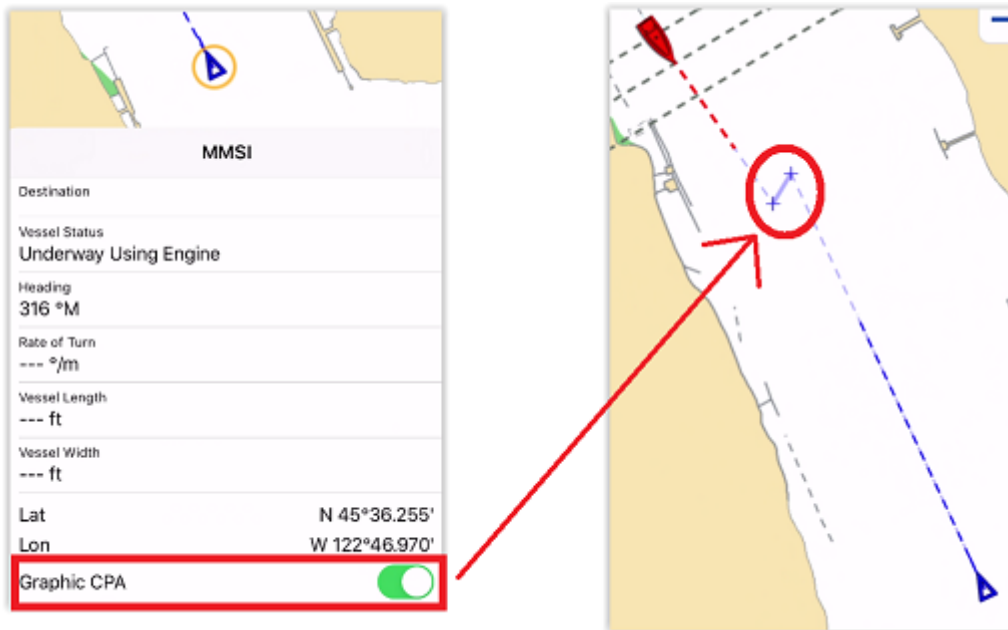 MMSI
Destination
Vessel Status
Underway Using Engine
Heading
316 °M
Rate of Turn
--- °/m
Vessel Length
--- ft
Vessel Width
--- ft
Lat N 45°36.255'
Lon W 122°46.970'
Graphic CPA